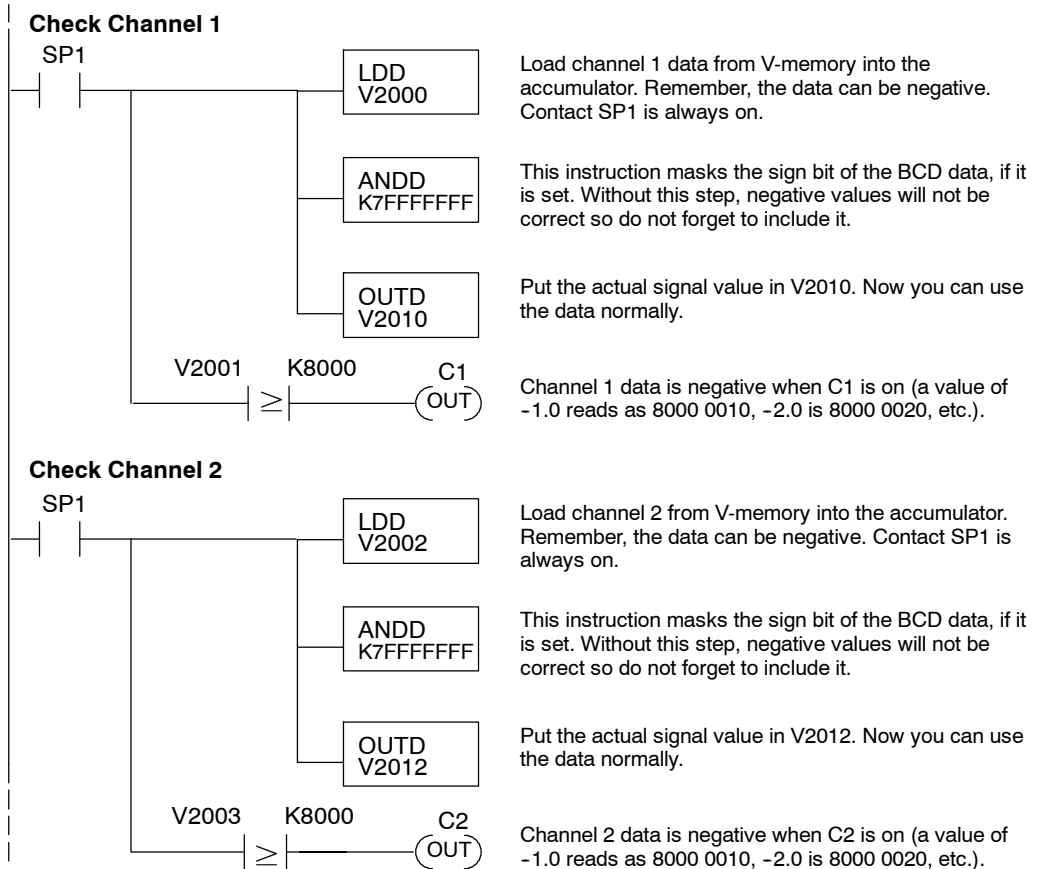 Check Channel 1
SP1
LDD
V2000
Load channel 1 data from V-memory into the
accumulator. Remember, the data can be negative.
Contact SP1 is always on.
ANDD
K7FFFFFFF
This instruction masks the sign bit of the BCD data, if it
is set. Without this step, negative values will not be
correct so do not forget to include it.
OUTD
V2010
Put the actual signal value in V2010. Now you can use
the data normally.
V2001 K8000 C1
≥ OUT
Channel 1 data is negative when C1 is on (a value of
--1.0 reads as 8000 0010, --2.0 is 8000 0020, etc.).
Check Channel 2
SP1
LDD
V2002
Load channel 2 from V-memory into the accumulator.
Remember, the data can be negative. Contact SP1 is
always on.
ANDD
K7FFFFFFF
This instruction masks the sign bit of the BCD data, if it
is set. Without this step, negative values will not be
correct so do not forget to include it.
OUTD
V2012
Put the actual signal value in V2012. Now you can use
the data normally.
V2003 K8000 C2
≥ OUT
Channel 2 data is negative when C2 is on (a value of
--1.0 reads as 8000 0010, --2.0 is 8000 0020, etc.).